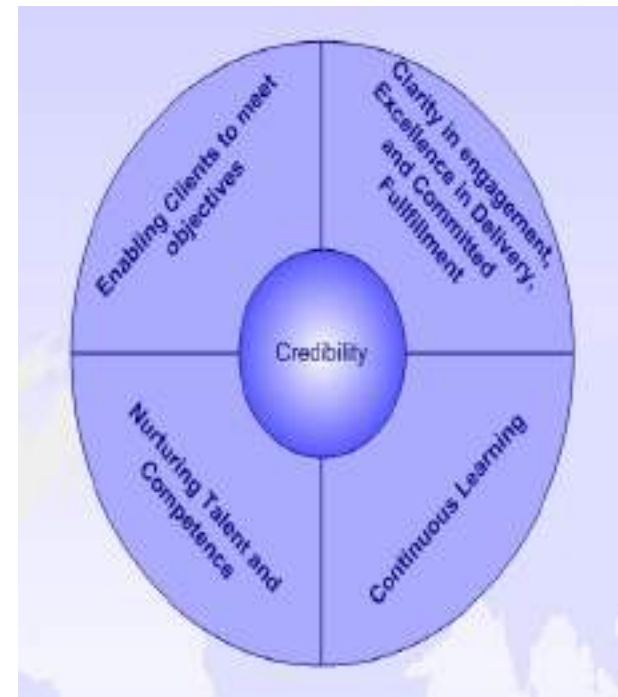 Enabling Clients to meet
objectives
Clarity in engagement,
Excellence in Delivery,
and Committed
Fullfillment
Credibility
Nurturing Talent and
Competence
Continuous Learning